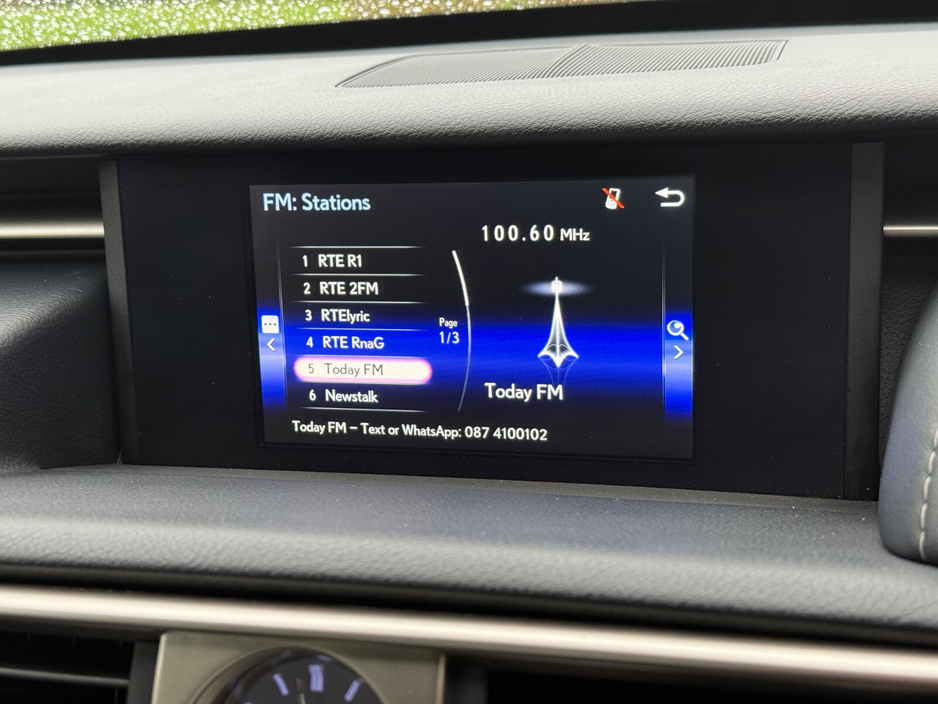 FM: Stations
100.60 MHz
1 RTE R1
2 RTE 2FM
3 RTElyric
4 RTE RnaG
5 Today FM
6 Newstalk
Page
1/3
Today FM
Today FM – Text or WhatsApp: 087 4100102